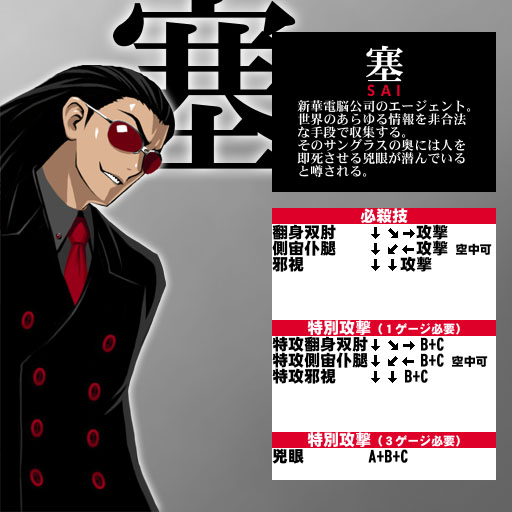 塞
塞
SAI
新華電脳公司のエージェント。
世界のあらゆる情報を非合法
な手段で収集する。
そのサングラスの奥には人を
即死させる兇眼が潜んでいる
と噂される。
必殺技
翻身双肘 ↓↘→攻撃
側宙仆腿 ↓↙←攻撃 空中可
邪視 ↓↓攻撃
特別攻撃（1ゲージ必要）
特攻翻身双肘↓↘→ B+C
特攻側宙仆腿↓↙← B+C 空中可
特攻邪視 ↓↓ B+C
特別攻撃（3ゲージ必要）
兇眼 A+B+C